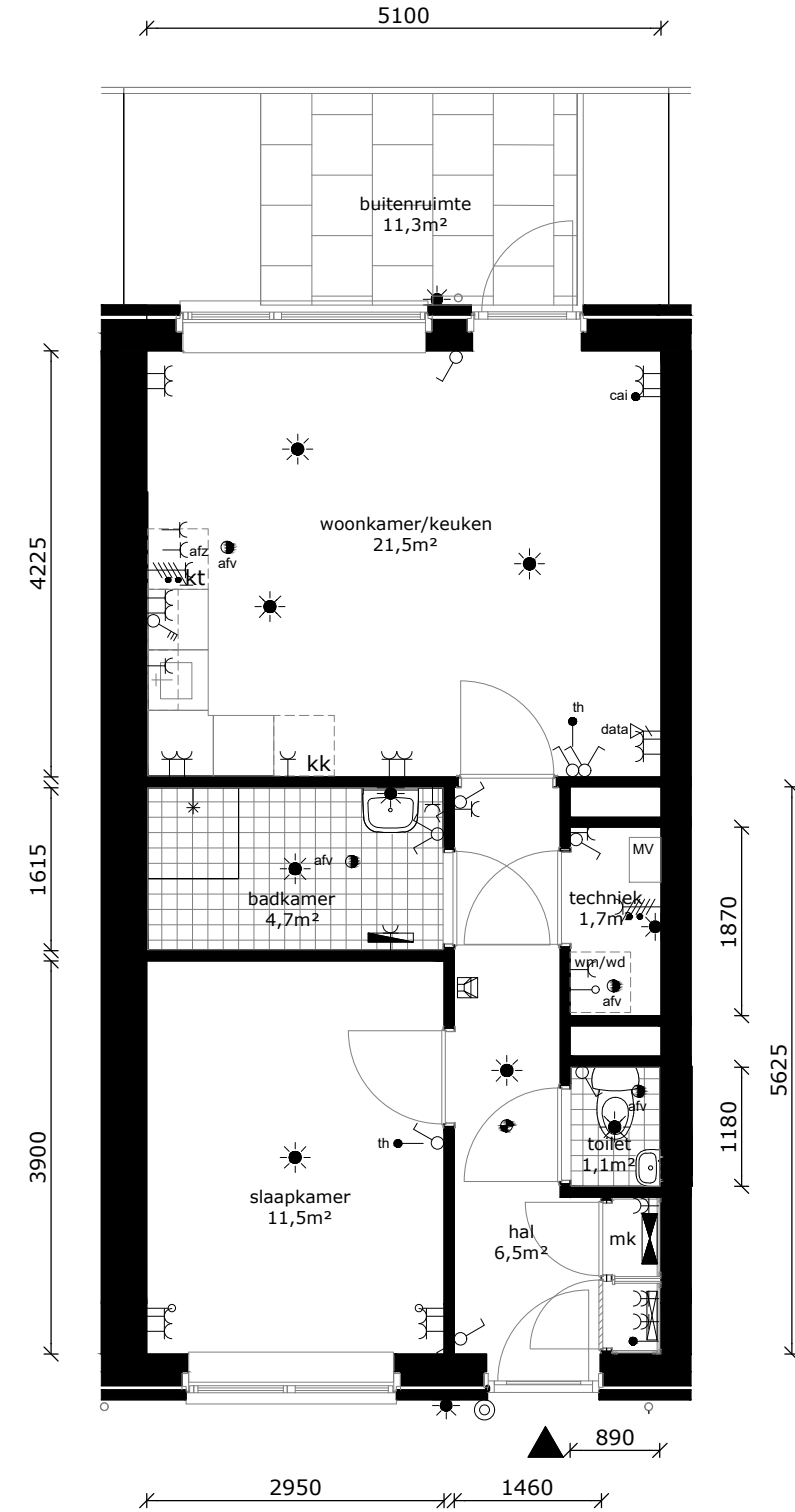 5100
buitenruimte
11,3m²
cai
woonkamer/keuken
21,5m²
4225
afz
afv
kt
th
data
kk
1615
afv
badkamer
4,7m²
MV
techniek
1,7m²
1870
wm/wd
afv
5625
3900
th
slaapkamer
11,5m²
afv
toilet
1,1m²
1180
hal
6,5m²
mk
890
2950
1460